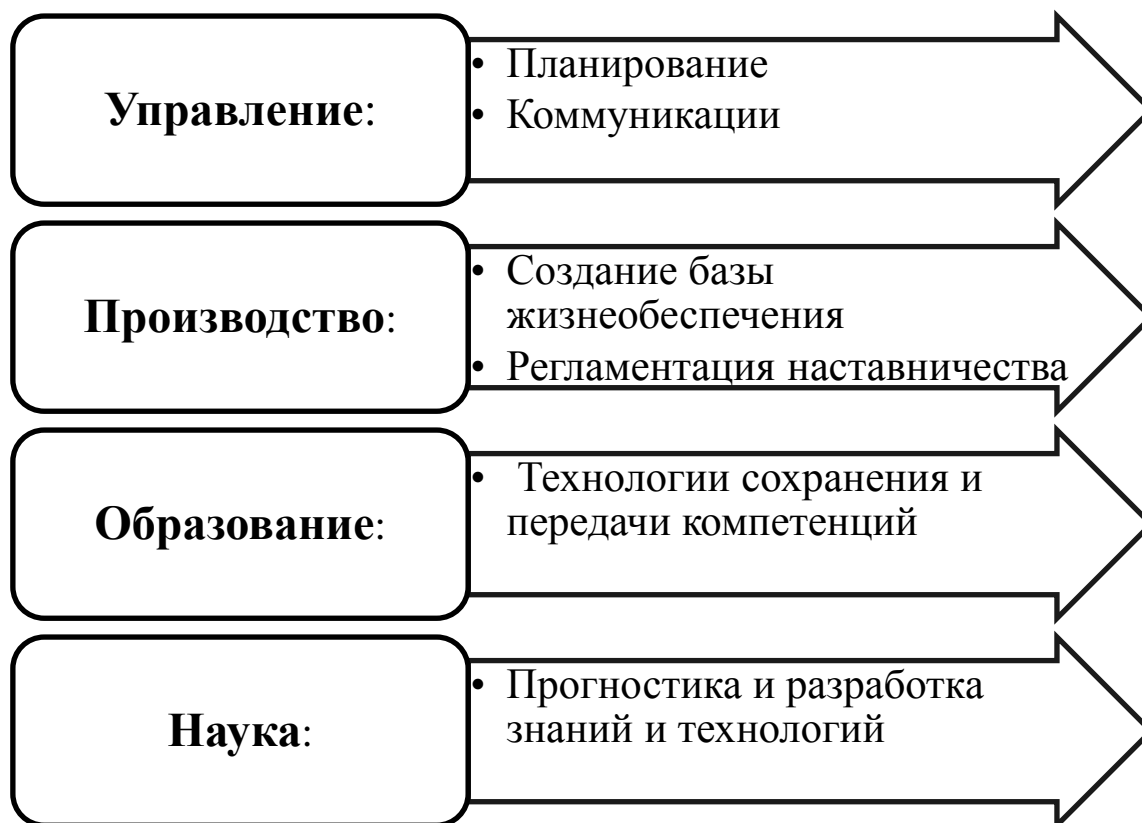 Управление:
• Планирование
• Коммуникации
Производство:
• Создание базы
жизнеобеспечения
• Регламентация наставничества
Образование:
• Технологии сохранения и
передачи компетенций
Наука:
• Прогностика и разработка
знаний и технологий